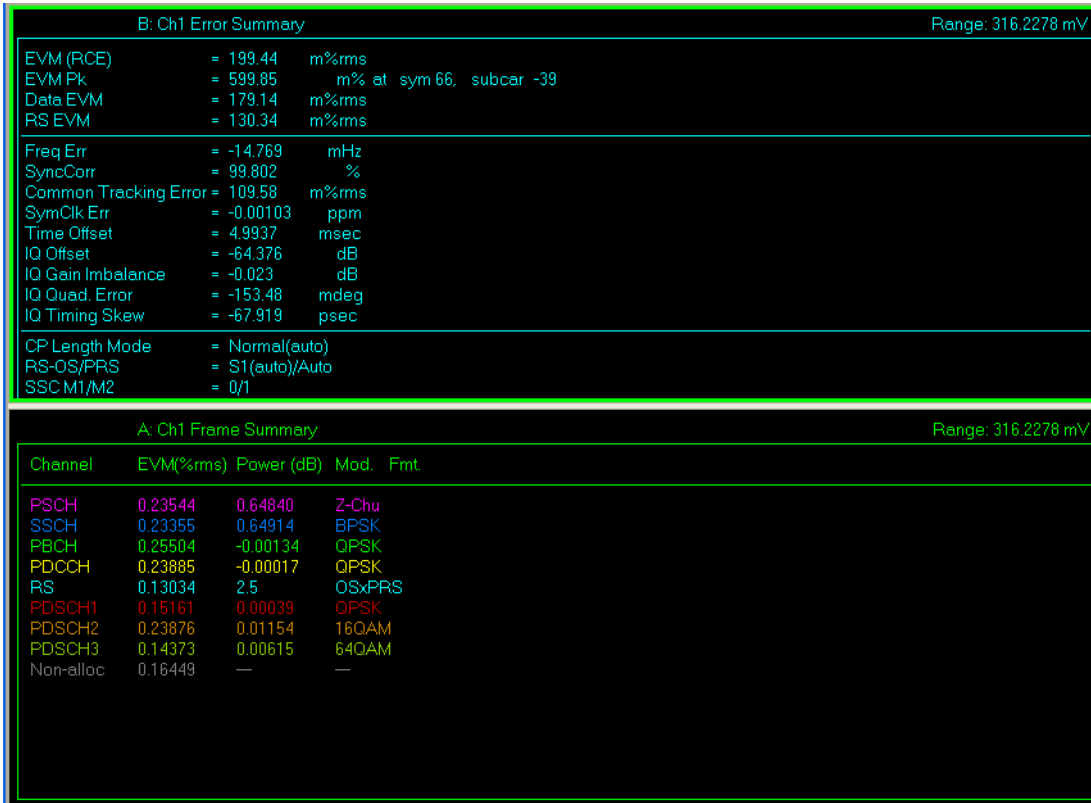 B: Ch1 Error Summary Range: 316.2278 mV
EVM (RCE) = 199.44 m%rms
EVM Pk = 599.85 m% at sym 66, subcar -39
Data EVM = 179.14 m%rms
RS EVM = 130.34 m%rms
Freq Err = -14.769 mHz
SyncCorr = 99.802 %
Common Tracking Error = 109.58 m%rms
SymClk Err = -0.00103 ppm
Time Offset = 4.9937 msec
IQ Offset = -64.376 dB
IQ Gain Imbalance = -0.023 dB
IQ Quad. Error = -153.48 mdeg
IQ Timing Skew = -67.919 psec
CP Length Mode = Normal(auto)
RS-OS/PRS = S1(auto)/Auto
SSC M1/M2 = 0/1
A: Ch1 Frame Summary Range: 316.2278 mV
Channel EVM(%rms) Power (dB) Mod. Fmt.
PSCH 0.23544 0.64840 Z-Chu
SSCH 0.23355 0.64914 BPSK
PBCH 0.25504 -0.00134 QPSK
PDCCH 0.23885 -0.00017 QPSK
RS 0.13034 2.5 OSxPRS
PDSCH1 0.15161 0.00039 QPSK
PDSCH2 0.23876 0.01154 16QAM
PDSCH3 0.14373 0.00615 64QAM
Non-alloc 0.16449 — —